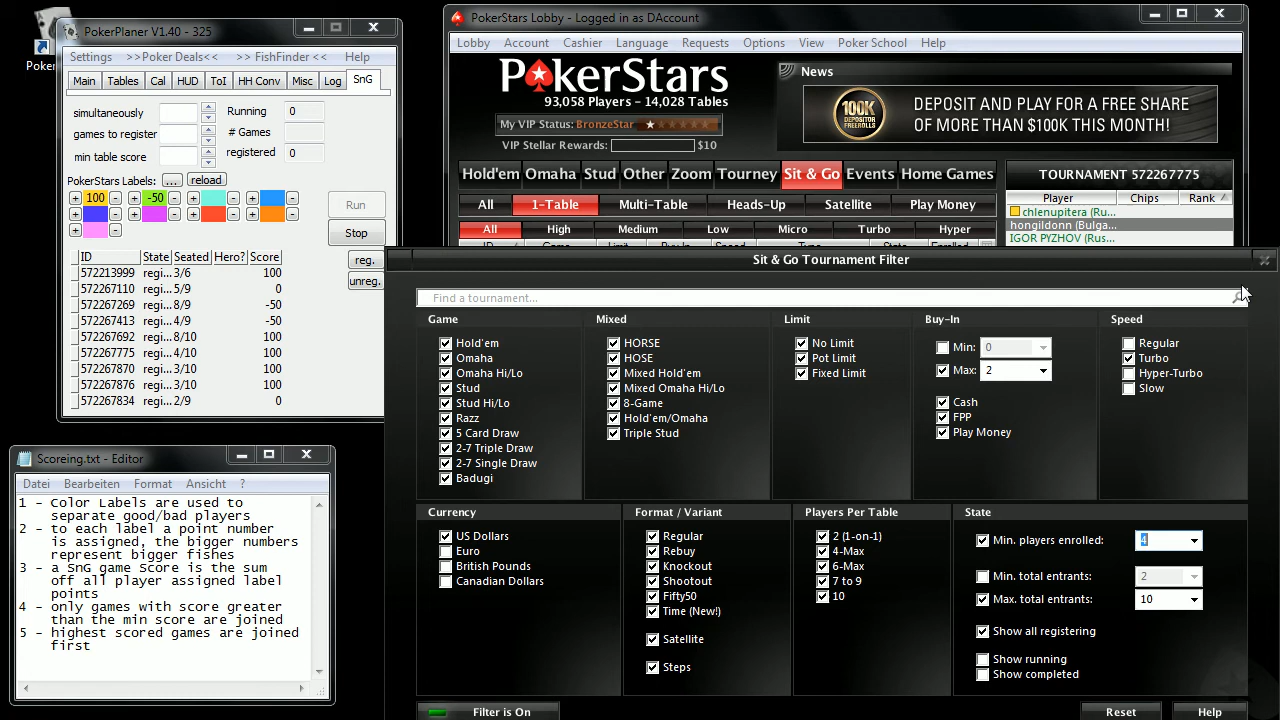 Poker
PokerPlaner V1.40 - 325
Settings >>Poker Deals<< >> FishFinder << Help
Main Tables Cal HUD ToI HH Conv Misc Log SnG
simultaneously Running 0
games to register # Games
min table score registered 0
PokerStars Labels: ... reload
+ 100 - + -50 - + - + -
+ - + - + - + -
+ -
Run
Stop
reg.
unreg.
ID State Seated Hero? Score
572213999 regi... 3/6 100
572267110 regi... 5/9 0
572267269 regi... 8/9 -50
572267413 regi... 4/9 -50
572267692 regi... 8/10 100
572267775 regi... 4/10 100
572267870 regi... 3/10 100
572267876 regi... 3/10 100
572267834 regi... 2/9 0
Scoreing.txt - Editor
Datei Bearbeiten Format Ansicht ?
1 - Color Labels are used to
separate good/bad players
2 - to each label a point number
is assigned, the bigger numbers
represent bigger fishes
3 - a SnG game Score is the sum
off all player assigned label
points
4 - only games with score greater
than the min score are joined
5 - highest scored games are joined
first
PokerStars Lobby - Logged in as DAccount
Lobby Account Cashier Language Requests Options View Poker School Help
PokerStars
93,058 Players - 14,028 Tables
My VIP Status: BronzeStar
VIP Stellar Rewards: $10
News
100K
DEPOSITOR
FREEROLLS
DEPOSIT AND PLAY FOR A FREE SHARE
OF MORE THAN $100K THIS MONTH!
Hold'em Omaha Stud Other Zoom Tourney Sit & Go Events Home Games
All 1-Table Multi-Table Heads-Up Satellite Play Money
All High Medium Low Micro Turbo Hyper
TOURNAMENT 572267775
Player Chips Rank
chlenupitera (Ru...
hongildonn (Bulga...
IGOR PYZHOV (Rus...
Sit & Go Tournament Filter
Find a tournament...
Game
Hold'em
Omaha
Omaha Hi/Lo
Stud
Stud Hi/Lo
Razz
5 Card Draw
2-7 Triple Draw
2-7 Single Draw
Badugi
Mixed
HORSE
HOSE
Mixed Hold'em
Mixed Omaha Hi/Lo
8-Game
Hold'em/Omaha
Triple Stud
Limit
No Limit
Pot Limit
Fixed Limit
Buy-In
Min: 0
Max: 2
Cash
FPP
Play Money
Speed
Regular
Turbo
Hyper-Turbo
Slow
Currency
US Dollars
Euro
British Pounds
Canadian Dollars
Format / Variant
Regular
Rebuy
Knockout
Shootout
Fifty50
Time (New!)
Satellite
Steps
Players Per Table
2 (1-on-1)
4-Max
6-Max
7 to 9
10
State
Min. players enrolled: 4
Min. total entrants: 2
Max. total entrants: 10
Show all registering
Show running
Show completed
Filter is On Reset Help